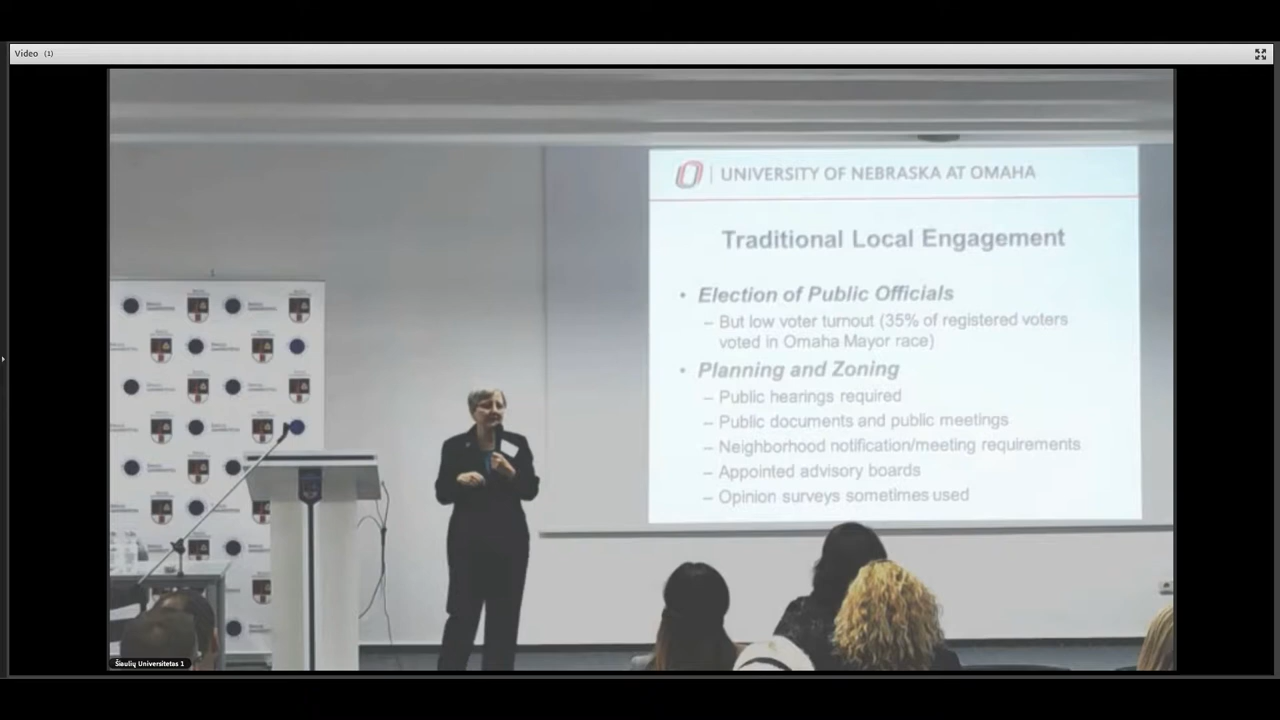 Video (1)
UNIVERSITY OF NEBRASKA AT OMAHA
Traditional Local Engagement
• Election of Public Officials
– But low voter turnout (35% of registered voters
voted in Omaha Mayor race)
• Planning and Zoning
– Public hearings required
– Public documents and public meetings
– Neighborhood notification/meeting requirements
– Appointed advisory boards
– Opinion surveys sometimes used
Šiaulių Universitetas 1